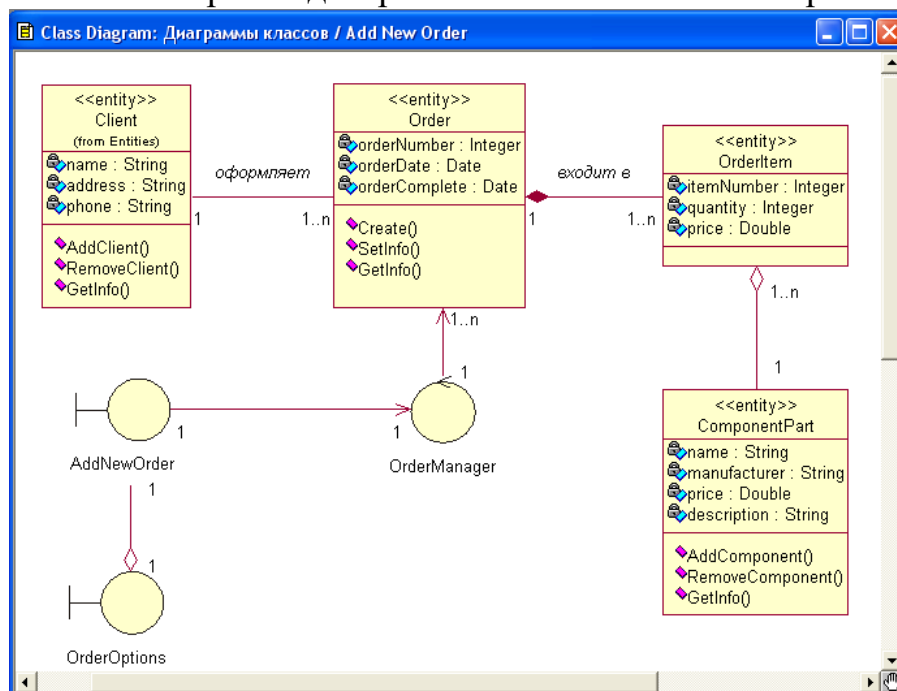 Class Diagram: Диаграммы классов / Add New Order
<<entity>>
Client
(from Entities)
name : String
address : String
phone : String
AddClient()
RemoveClient()
GetInfo()
оформляет
1
1..n
<<entity>>
Order
orderNumber : Integer
orderDate : Date
orderComplete : Date
Create()
SetInfo()
GetInfo()
входит в
1
1..n
<<entity>>
OrderItem
itemNumber : Integer
quantity : Integer
price : Double
1..n
1
<<entity>>
ComponentPart
name : String
manufacturer : String
price : Double
description : String
AddComponent()
RemoveComponent()
GetInfo()
1..n
1
1
1
AddNewOrder
OrderManager
1
1
OrderOptions